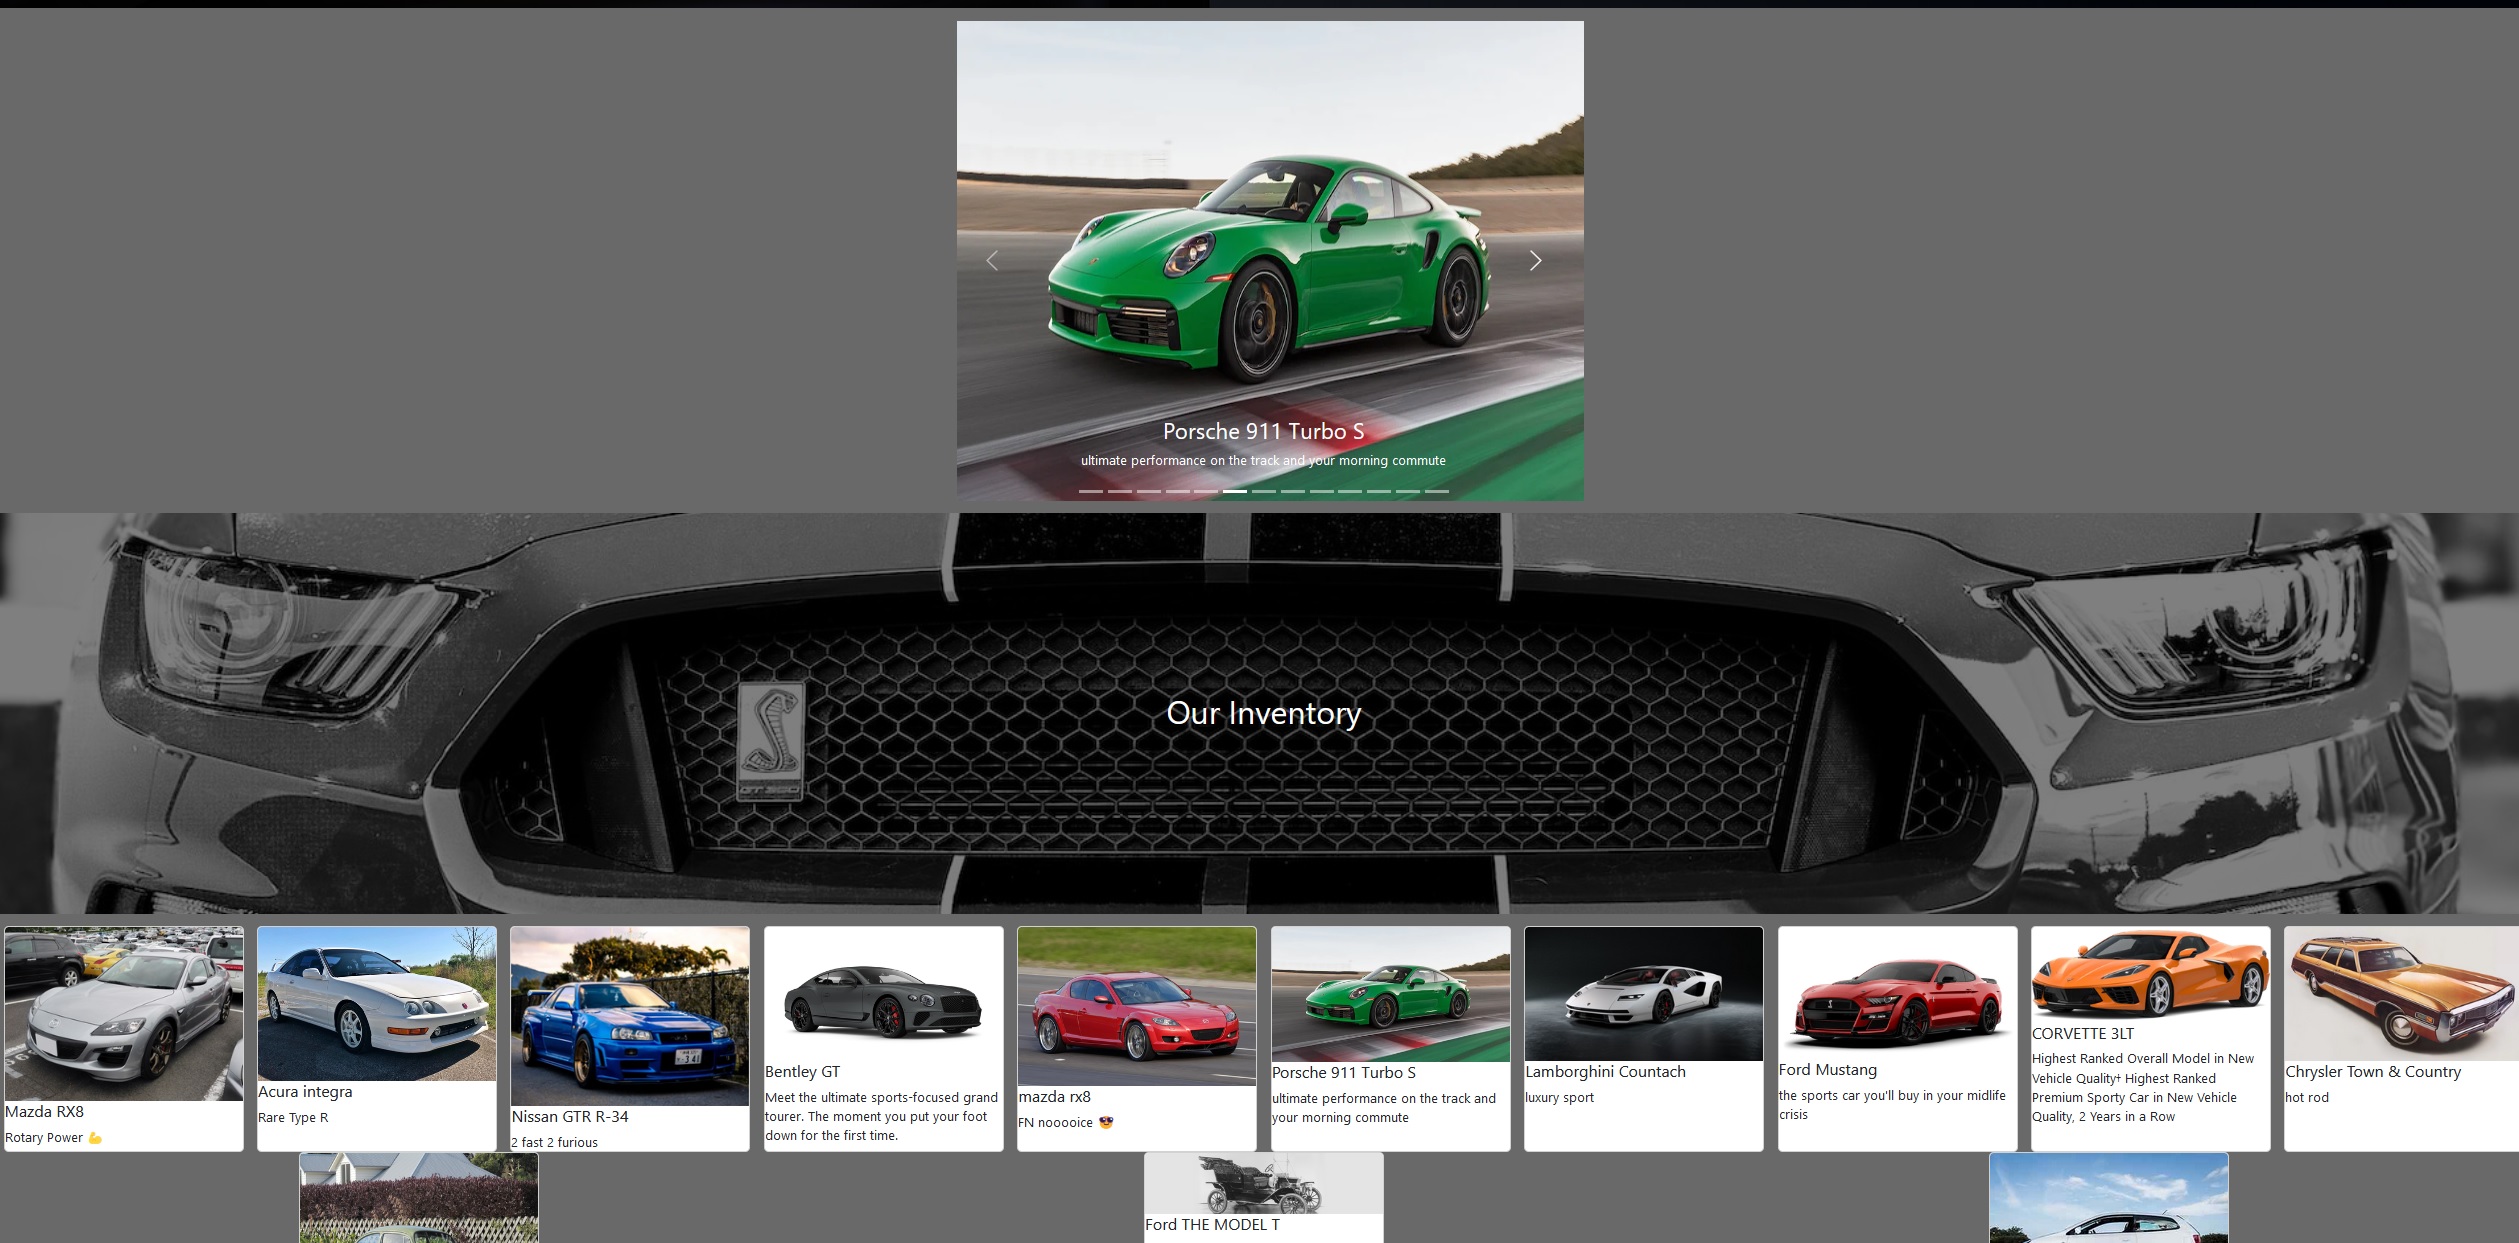 Porsche 911 Turbo S
ultimate performance on the track and your morning commute
Our Inventory
Mazda RX8
Rotary Power 💪
Acura integra
Rare Type R
Nissan GTR R-34
2 fast 2 furious
Bentley GT
Meet the ultimate sports-focused grand
tourer. The moment you put your foot
down for the first time.
mazda rx8
FN nooooice 😎
Porsche 911 Turbo S
ultimate performance on the track and
your morning commute
Lamborghini Countach
luxury sport
Ford Mustang
the sports car you'll buy in your midlife
crisis
CORVETTE 3LT
Highest Ranked Overall Model in New
Vehicle Quality† Highest Ranked
Premium Sporty Car in New Vehicle
Quality, 2 Years in a Row
Chrysler Town & Country
hot rod
Ford THE MODEL T